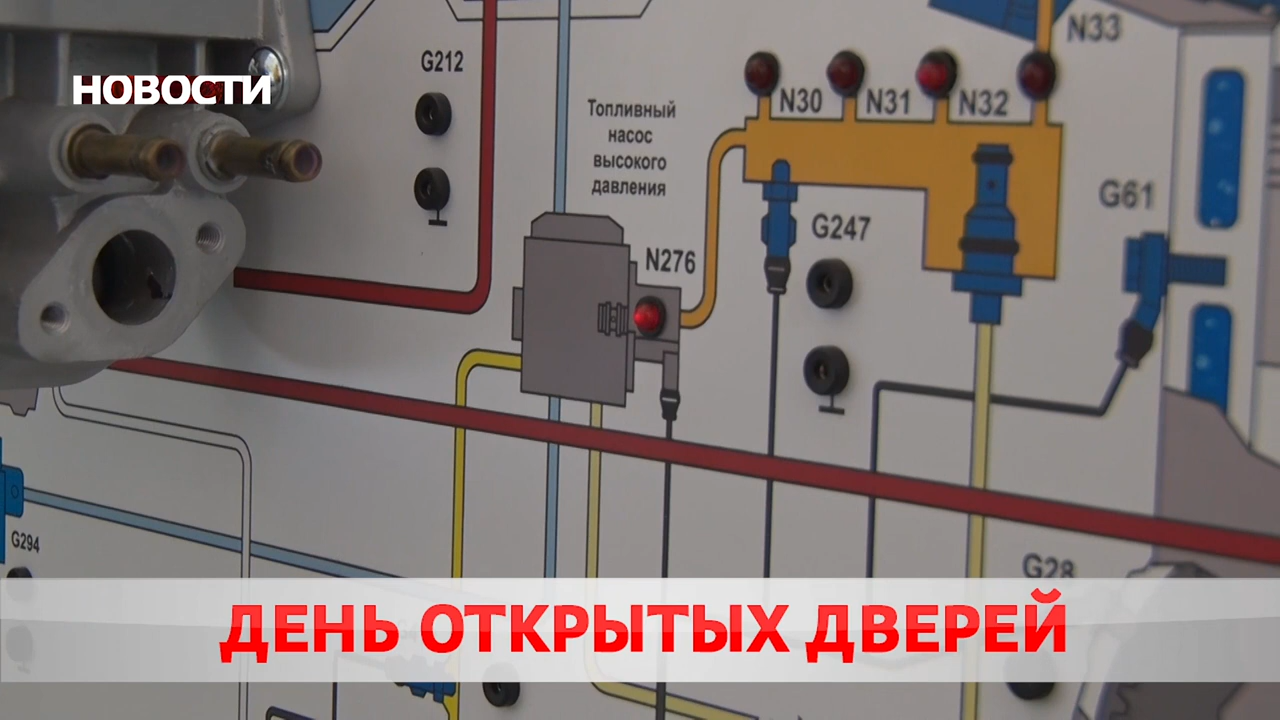 НОВОСТИ
G212
N33
N30
N31
N32
Топливный
насос
высокого
давления
G61
G247
N276
G294
G28
ДЕНЬ ОТКРЫТЫХ ДВЕРЕЙ